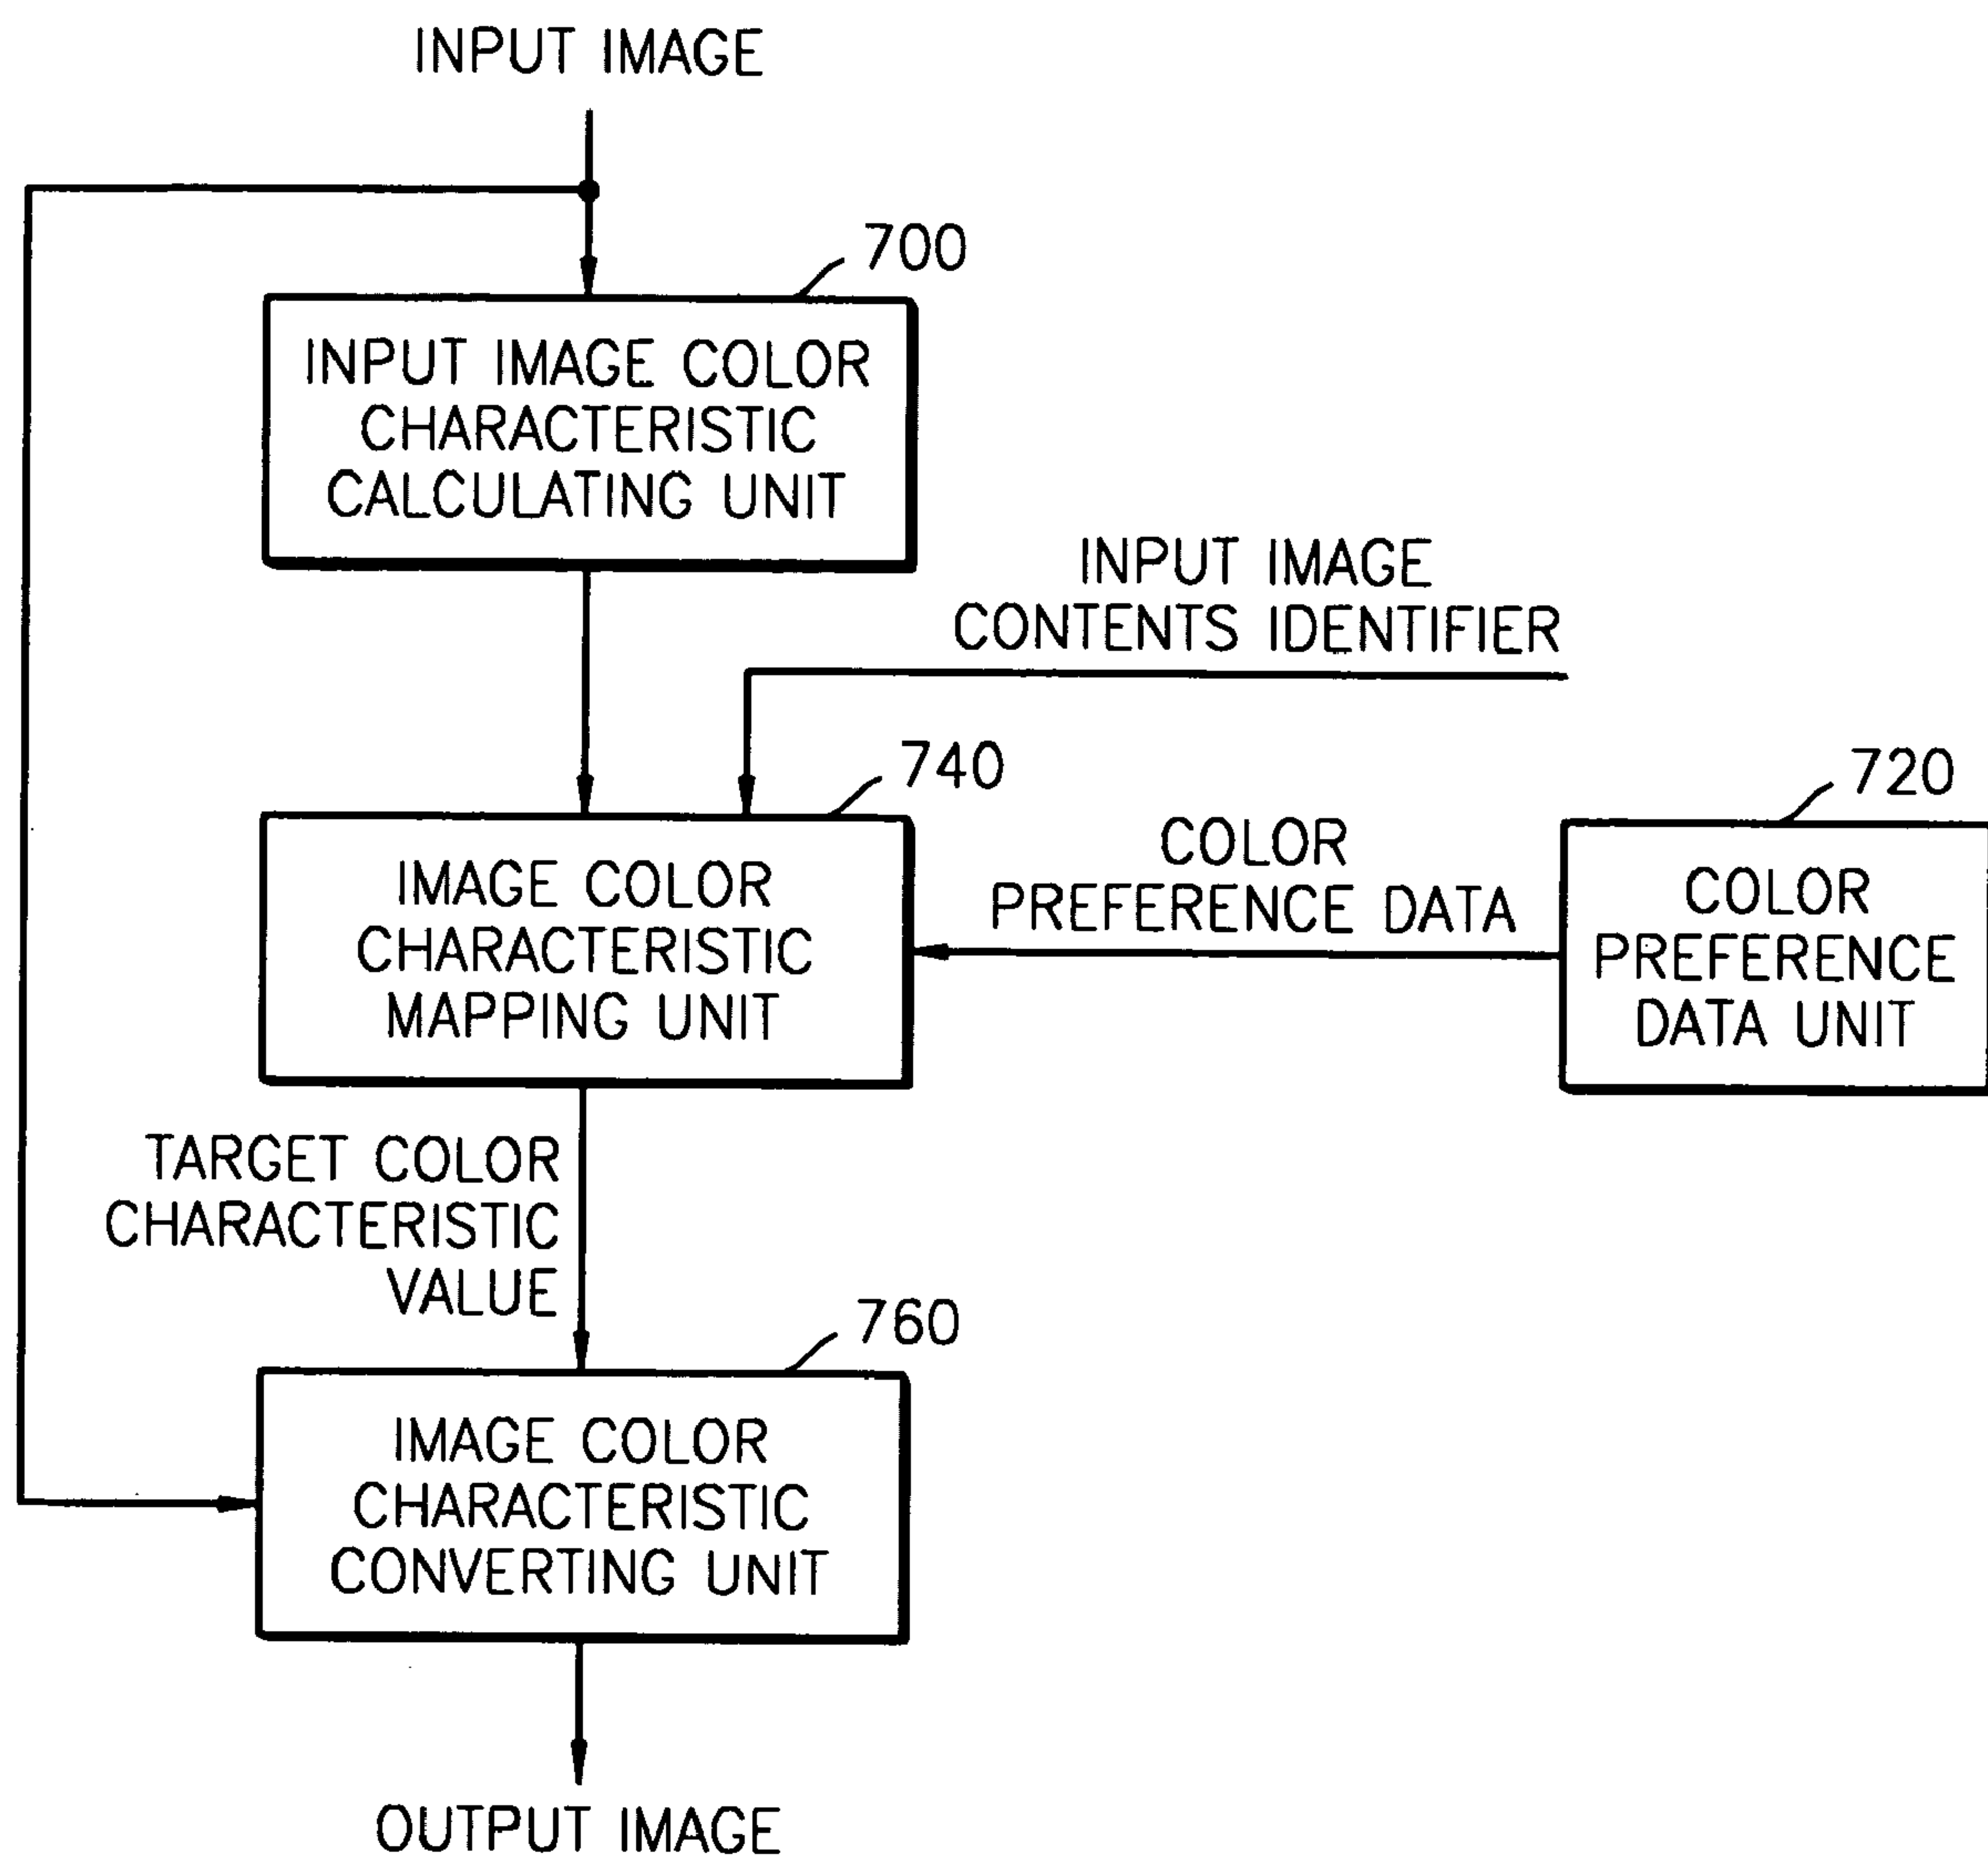 INPUT IMAGE
700
INPUT IMAGE COLOR
CHARACTERISTIC
CALCULATING UNIT
INPUT IMAGE
CONTENTS IDENTIFIER
740
720
IMAGE COLOR
CHARACTERISTIC
MAPPING UNIT
COLOR
PREFERENCE DATA
COLOR
PREFERENCE
DATA UNIT
TARGET COLOR
CHARACTERISTIC
VALUE
760
IMAGE COLOR
CHARACTERISTIC
CONVERTING UNIT
OUTPUT IMAGE